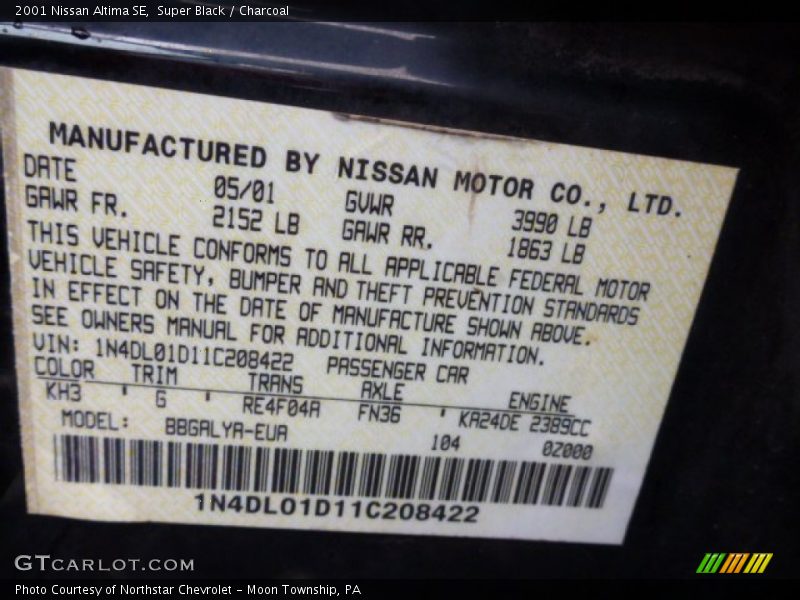 2001 Nissan Altima SE, Super Black / Charcoal
MANUFACTURED BY NISSAN MOTOR CO., LTD.
DATE 05/01 GVWR 3990 LB
GAWR FR. 2152 LB GAWR RR. 1863 LB
THIS VEHICLE CONFORMS TO ALL APPLICABLE FEDERAL MOTOR
VEHICLE SAFETY, BUMPER AND THEFT PREVENTION STANDARDS
IN EFFECT ON THE DATE OF MANUFACTURE SHOWN ABOVE.
SEE OWNERS MANUAL FOR ADDITIONAL INFORMATION.
VIN: 1N4DL01D11C208422 PASSENGER CAR
COLOR TRIM TRANS AXLE ENGINE
KH3 G RE4F04A FN36 KA24DE 2389CC
MODEL: BBGALYA-EUA 104 0Z000
1N4DL01D11C208422
GTCARLOT.COM
Photo Courtesy of Northstar Chevrolet - Moon Township, PA